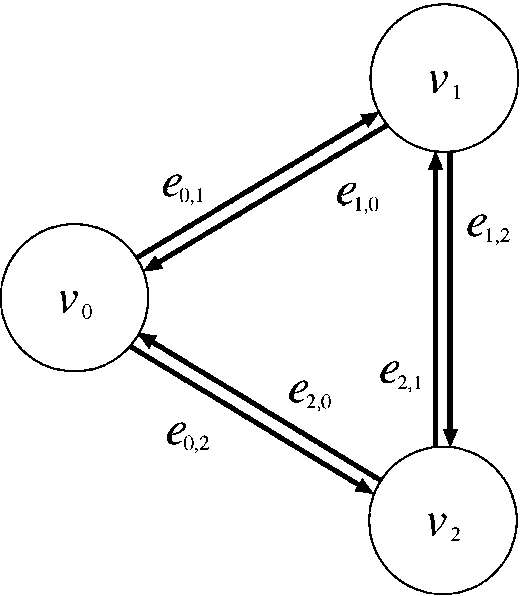 v₁
e₀,₁
e₁,₀
e₁,₂
v₀
e₂,₁
e₂,₀
e₀,₂
v₂